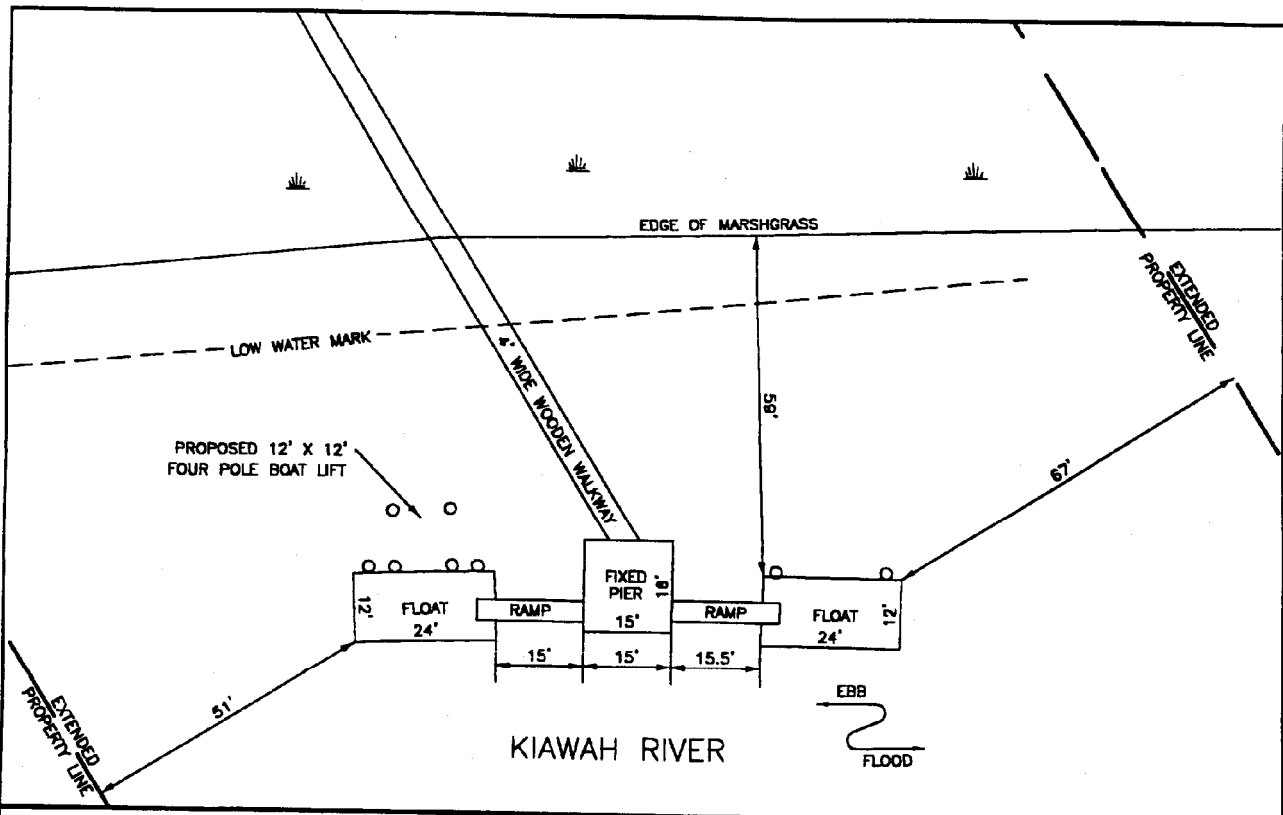 EDGE OF MARSHGRASS
EXTENDED
PROPERTY LINE
LOW WATER MARK
4' WIDE WOODEN WALKWAY
59'
67'
PROPOSED 12' X 12'
FOUR POLE BOAT LIFT
12'
FLOAT
24'
RAMP
FIXED
PIER
15'
18'
RAMP
FLOAT
24'
12'
15'
15'
15.5'
51'
EXTENDED
PROPERTY LINE
EBB
FLOOD
KIAWAH RIVER